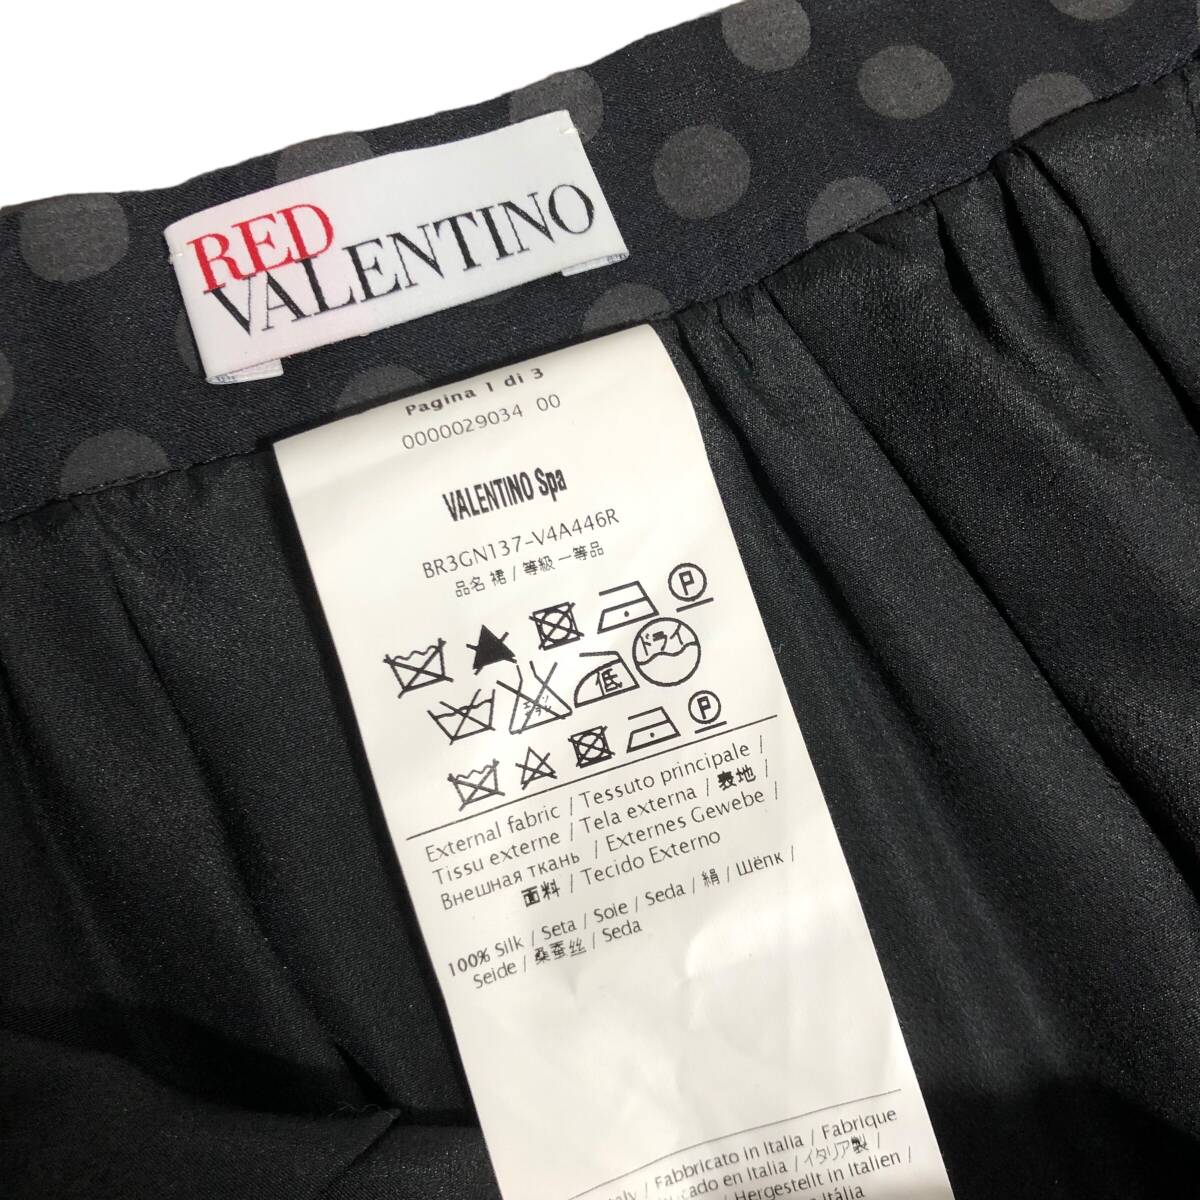 RED
VALENTINO
Pagina 1 di 3
0000029034 00
VALENTINO Spa
BR3GN137-V4A446R
品名 裙 / 等級 一等品
P
ドライ
低
P
External fabric / Tessuto principale /
Tissu externe / Tela externa / 表地 /
Внешная ткань / Externes Gewebe /
面料 / Tecido Externo
100% Silk / Seta / Soie / Seda / 絹 / Шёлк /
Seide / 桑蚕丝 / Seda
/ Fabbricato in Italia / Fabrique
en Italia / イタリア製 /
Hergestellt in Italien /
Itália